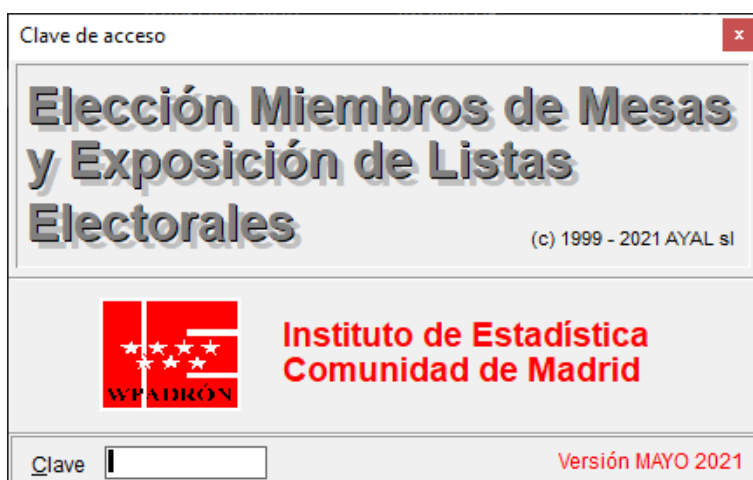 Clave de acceso
x
Elección Miembros de Mesas
y Exposición de Listas
Electorales
(c) 1999 - 2021 AYAL sl
WPADRÓN
Instituto de Estadística
Comunidad de Madrid
Clave
Versión MAYO 2021